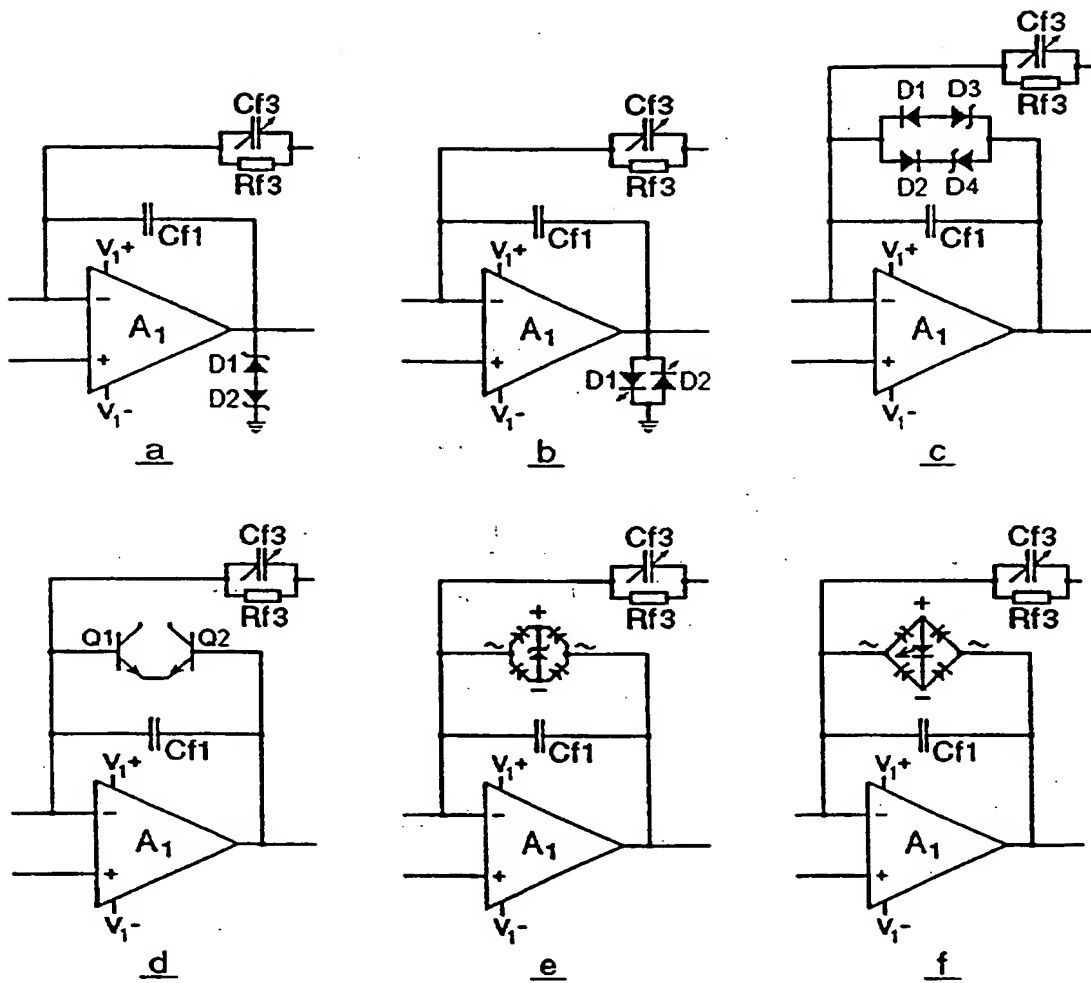 Cf3
Rf3
Cf1
V1+
−
A1
+
V1-
D1
D2
a
Cf3
Rf3
Cf1
V1+
−
A1
+
V1-
D1
D2
b
Cf3
Rf3
D1 D3
D2 D4
Cf1
V1+
−
A1
+
V1-
c
Cf3
Rf3
Q1 Q2
Cf1
V1+
−
A1
+
V1-
d
Cf3
Rf3
+
~ ~
−
Cf1
V1+
−
A1
+
V1-
e
Cf3
Rf3
+
~ ~
−
Cf1
V1+
−
A1
+
V1-
f